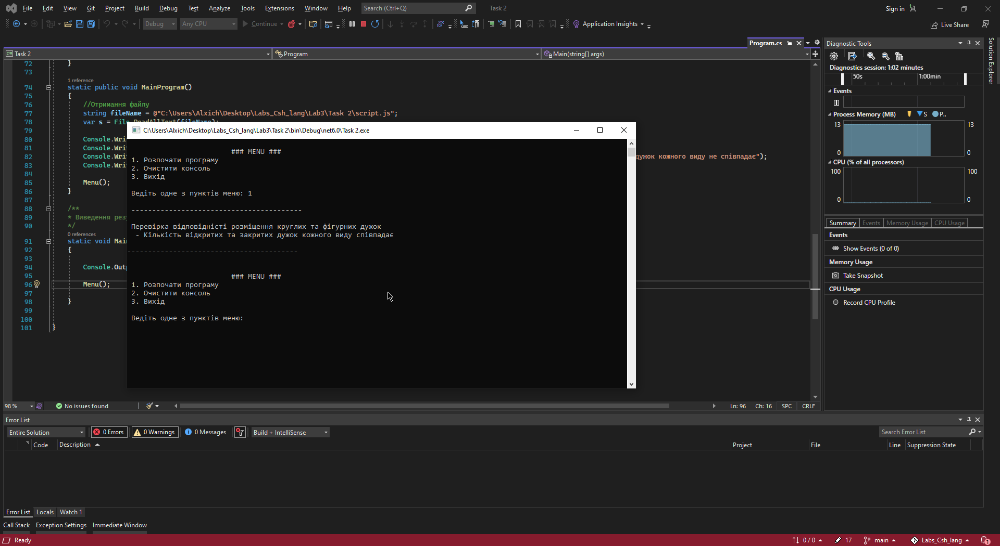 File Edit View Git Project Build Debug Test Analyze Tools Extensions Window Help Search (Ctrl+Q) Task 2 Sign in
Debug Any CPU Continue Application Insights Live Share
Program.cs
Task 2 Program Main(string[] args)
72 }
73
1 reference
74 static public void MainProgram()
75 {
76 //Отримання файлу
77 string fileName = @"C:\Users\Alxich\Desktop\Labs_Csh_lang\Lab3\Task 2\script.js";
78 var s = File.ReadAllText(fileName);
79
80 Console.Wri
81 Console.Wri
82 Console.Wri дужок кожного виду не співпадає");
83 Console.Wri
84
85 Menu();
86 }
87
88 /**
89 * Виведення рез
90 */
0 references
91 static void Mai
92 {
93
94 Console.Outp
95
96 Menu();
97
98 }
99
100
101 }
C:\Users\Alxich\Desktop\Labs_Csh_lang\Lab3\Task 2\bin\Debug\net6.0\Task 2.exe
### MENU ###
1. Розпочати програму
2. Очистити консоль
3. Вихід
Ведіть одне з пунктів меню: 1
-----------------------------------------
Перевірка відповідністі розміщення круглих та фігурних дужок
- Кількість відкритих та закритих дужок кожного виду співпадає
-----------------------------------------
### MENU ###
1. Розпочати програму
2. Очистити консоль
3. Вихід
Ведіть одне з пунктів меню:
98 % No issues found Ln: 96 Ch: 16 SPC CRLF
Diagnostic Tools
Diagnostics session: 1:02 minutes
50s 1:00min
Events
Process Memory (MB) S P..
13 13
0 0
CPU (% of all processors)
100 100
0 0
Summary Events Memory Usage CPU Usage
Events
Show Events (0 of 0)
Memory Usage
Take Snapshot
CPU Usage
Record CPU Profile
Solution Explorer
Error List
Entire Solution 0 Errors 0 Warnings 0 Messages Build + IntelliSense Search Error List
Code Description Project File Line Suppression State
Error List Locals Watch 1
Call Stack Exception Settings Immediate Window
Ready 0 / 0 17 main Labs_Csh_lang 1